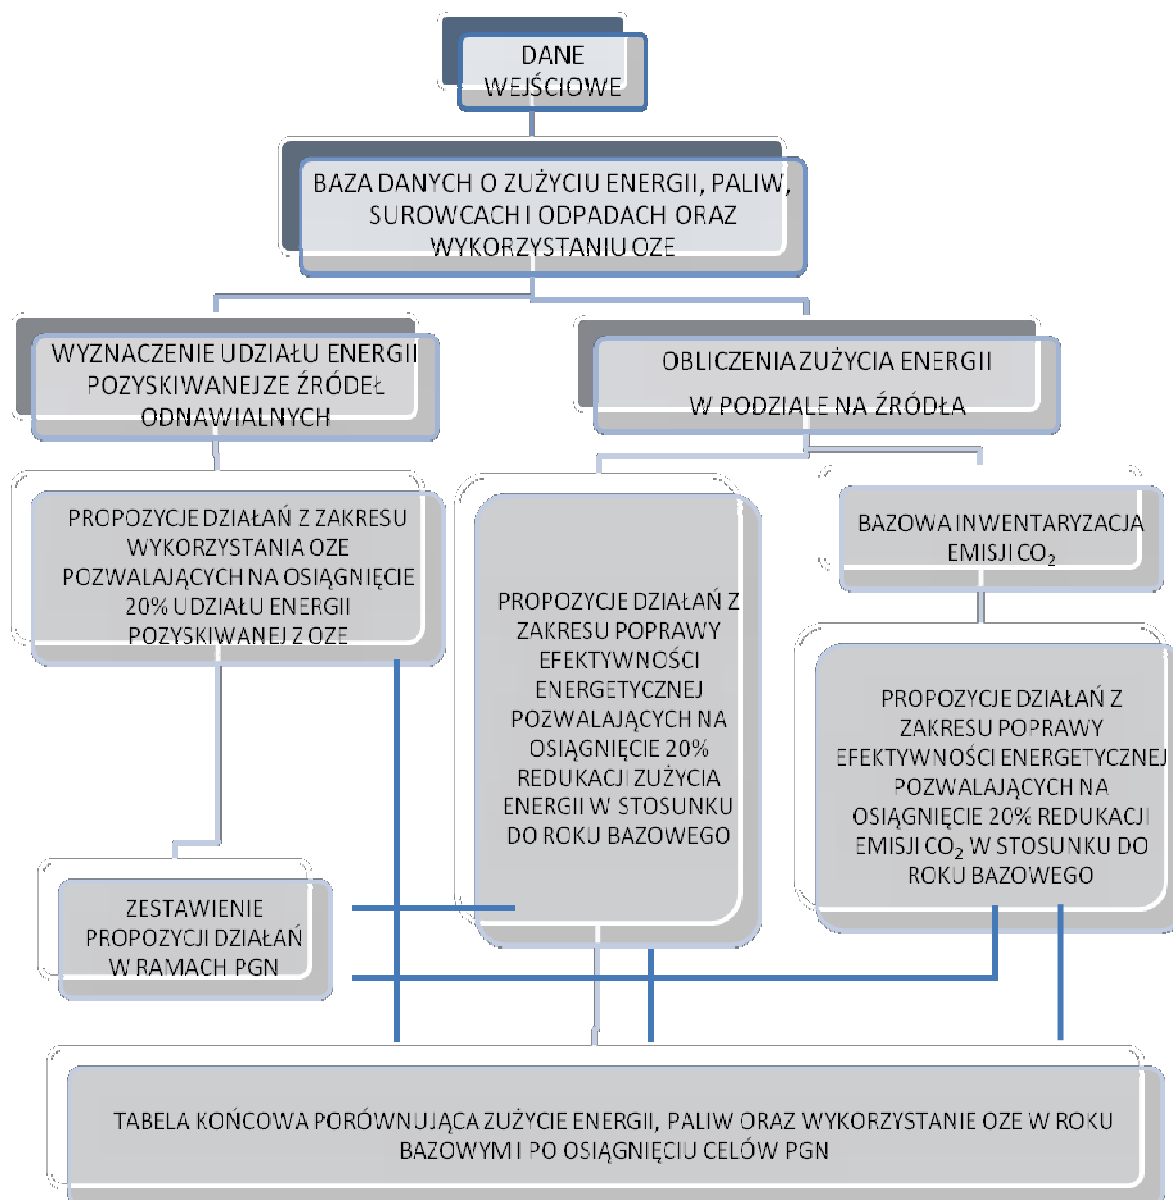 DANE
WEJŚCIOWE
BAZA DANYCH O ZUŻYCIU ENERGII, PALIW,
SUROWCACH I ODPADACH ORAZ
WYKORZYSTANIU OZE
WYZNACZENIE UDZIAŁU ENERGII
POZYSKIWANEJ ZE ŹRÓDEŁ
ODNAWIALNYCH
OBLICZENIA ZUŻYCIA ENERGII
W PODZIALE NA ŹRÓDŁA
PROPOZYCJE DZIAŁAŃ Z ZAKRESU
WYKORZYSTANIA OZE
POZWALAJĄCYCH NA OSIĄGNIĘCIE
20% UDZIAŁU ENERGII
POZYSKIWANEJ Z OZE
PROPOZYCJE DZIAŁAŃ Z
ZAKRESU POPRAWY
EFEKTYWNOŚCI
ENERGETYCZNEJ
POZWALAJĄCYCH NA
OSIĄGNIĘCIE 20%
REDUKACJI ZUŻYCIA
ENERGII W STOSUNKU
DO ROKU BAZOWEGO
BAZOWA INWENTARYZACJA
EMISJI CO₂
PROPOZYCJE DZIAŁAŃ Z
ZAKRESU POPRAWY
EFEKTYWNOŚCI ENERGETYCZNEJ
POZWALAJĄCYCH NA
OSIĄGNIĘCIE 20% REDUKACJI
EMISJI CO₂ W STOSUNKU DO
ROKU BAZOWEGO
ZESTAWIENIE
PROPOZYCJI DZIAŁAŃ
W RAMACH PGN
TABELA KOŃCOWA PORÓWNUJĄCA ZUŻYCIE ENERGII, PALIW ORAZ WYKORZYSTANIE OZE W ROKU
BAZOWYM I PO OSIĄGNIĘCIU CELÓW PGN